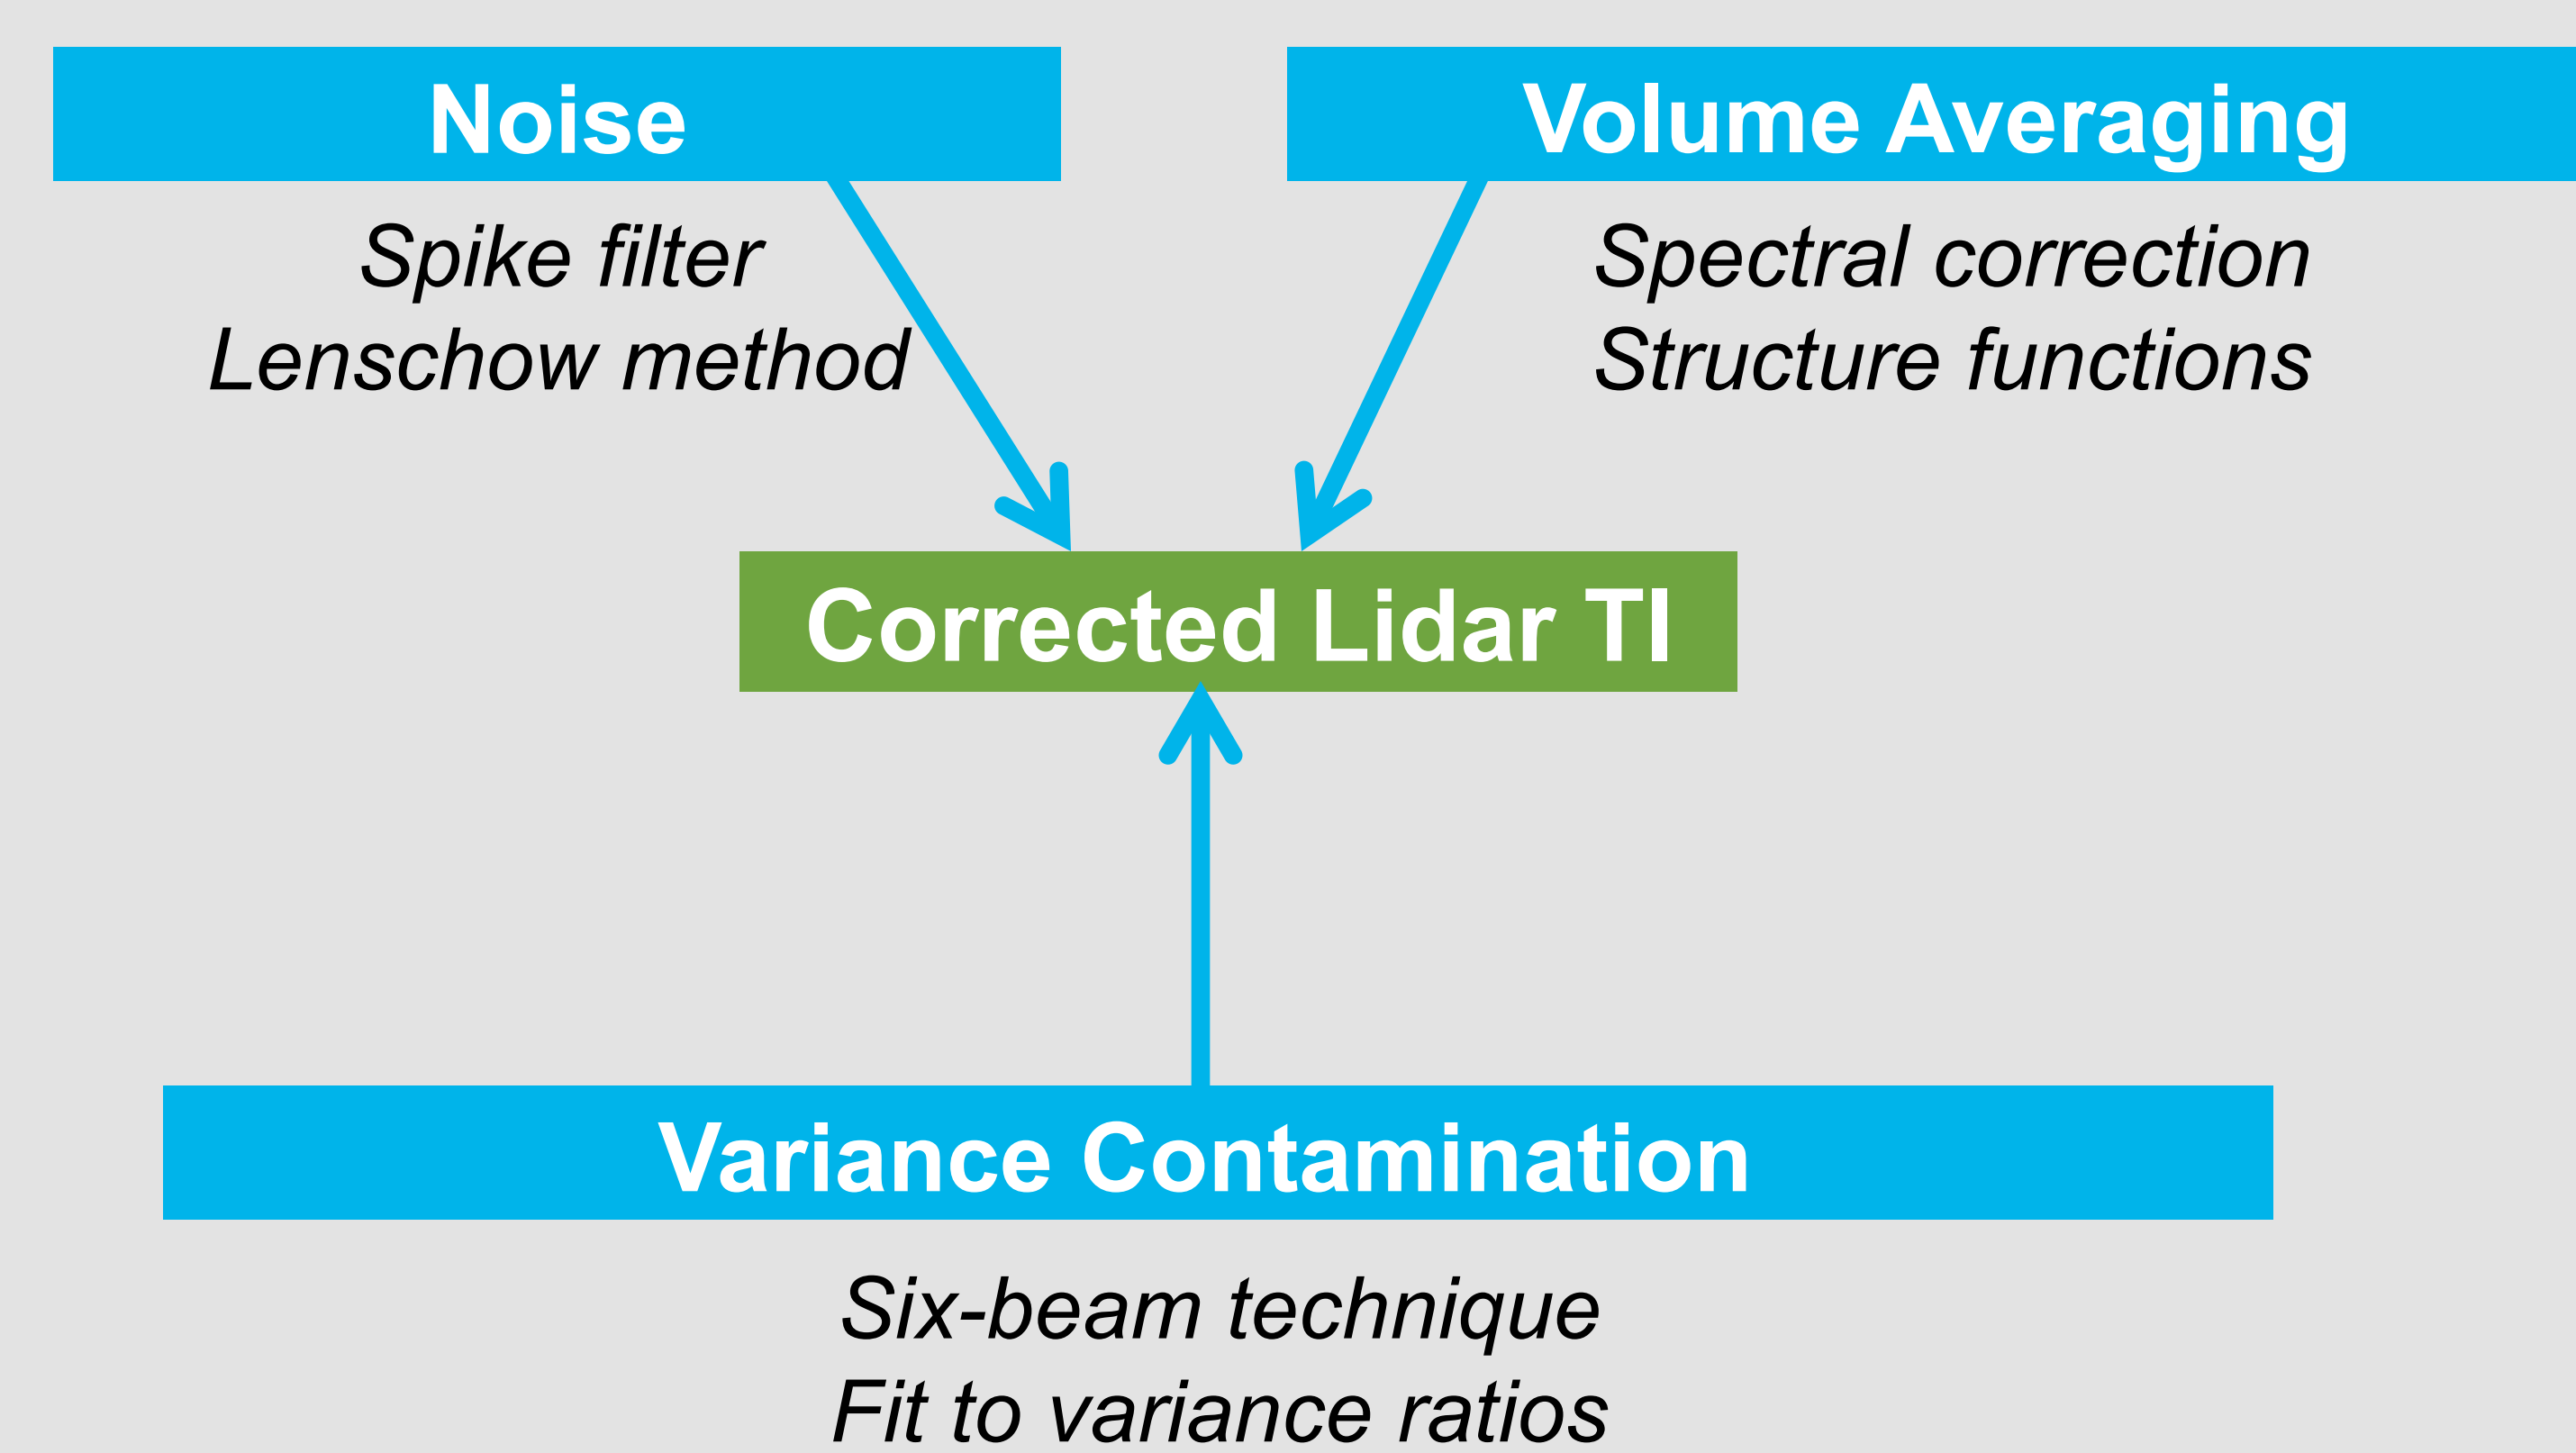 Noise
Spike filter
Lenschow method
Volume Averaging
Spectral correction
Structure functions
Corrected Lidar TI
Variance Contamination
Six-beam technique
Fit to variance ratios